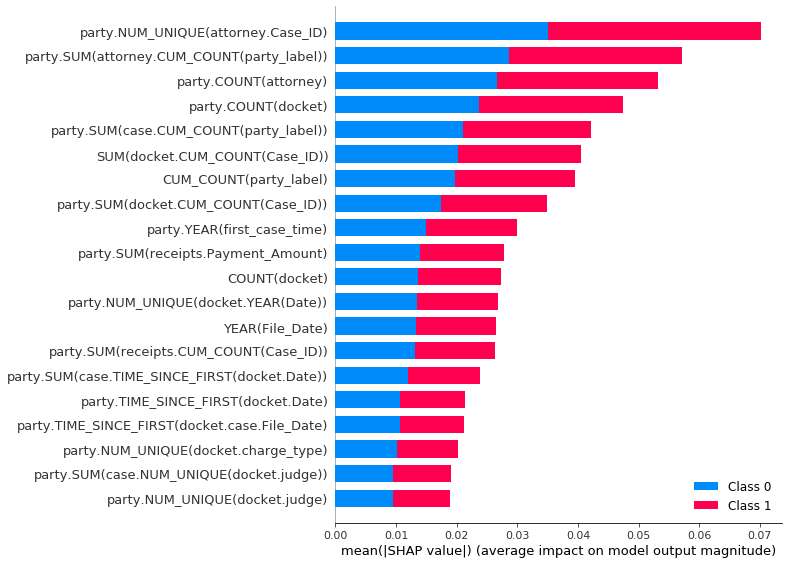 party.NUM_UNIQUE(attorney.Case_ID)
party.SUM(attorney.CUM_COUNT(party_label))
party.COUNT(attorney)
party.COUNT(docket)
party.SUM(case.CUM_COUNT(party_label))
SUM(docket.CUM_COUNT(Case_ID))
CUM_COUNT(party_label)
party.SUM(docket.CUM_COUNT(Case_ID))
party.YEAR(first_case_time)
party.SUM(receipts.Payment_Amount)
COUNT(docket)
party.NUM_UNIQUE(docket.YEAR(Date))
YEAR(File_Date)
party.SUM(receipts.CUM_COUNT(Case_ID))
party.SUM(case.TIME_SINCE_FIRST(docket.Date))
party.TIME_SINCE_FIRST(docket.Date)
party.TIME_SINCE_FIRST(docket.case.File_Date)
party.NUM_UNIQUE(docket.charge_type)
party.SUM(case.NUM_UNIQUE(docket.judge))
party.NUM_UNIQUE(docket.judge)
Class 0
Class 1
0.00 0.01 0.02 0.03 0.04 0.05 0.06 0.07
mean(|SHAP value|) (average impact on model output magnitude)